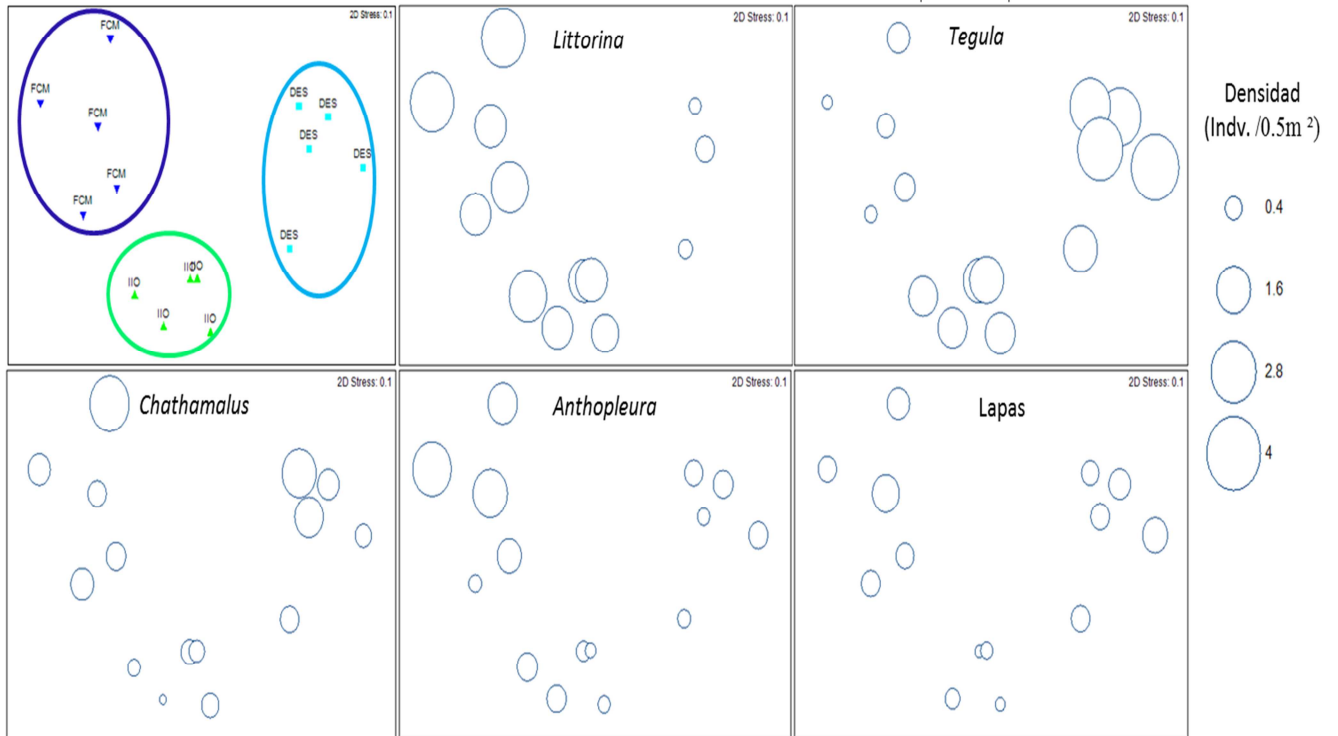 2D Stress: 0.1
FCM
FCM
FCM
FCM
FCM
DES
DES
DES
DES
DES
IIO
IIO
IIO
IIO
2D Stress: 0.1
Littorina
2D Stress: 0.1
Tegula
Densidad
(Indv. /0.5m ²)
0.4
1.6
2.8
4
2D Stress: 0.1
Chathamalus
2D Stress: 0.1
Anthopleura
2D Stress: 0.1
Lapas